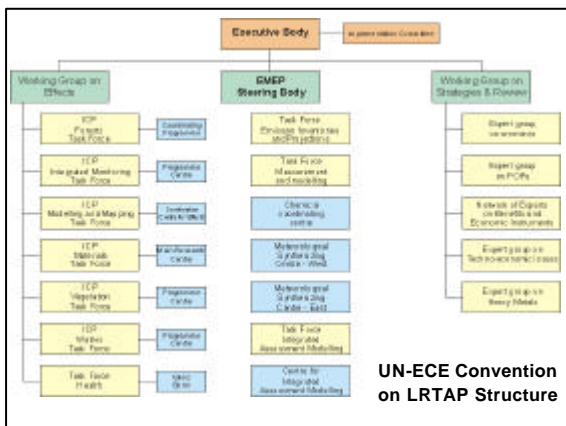 Executive Body
Implementation Committee
Working Group on
Effects
EMEP
Steering Body
Working Group on
Strategies & Review
ICP
Forests
Task Force
Coordinating
Programme
Task Force
Emission Inventories
and Projections
Expert group
ICP
Integrated Monitoring
Task Force
Programme
Centre
Task Force
Measurement
and modelling
Expert group
on POPs
ICP
Modelling and Mapping
Task Force
Coordination
Chemical
coordinating
centre
Network of Experts
on Benefits and
Economic Instruments
ICP
Materials
Task Force
Main Research
Centre
Meteorological
Synthesizing
Centre - West
Expert group on
Techno-economic issues
ICP
Vegetation
Task Force
Programme
Centre
Meteorological
Synthesizing
Centre - East
Expert group on
Heavy Metals
ICP
Waters
Task Force
Programme
Centre
Task Force
Integrated
Assessment Modelling
Task Force
Health
Centre for
Integrated
Assessment Modelling
UN-ECE Convention
on LRTAP Structure